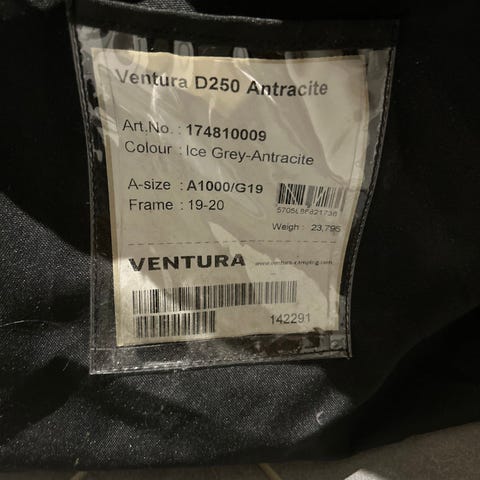 Ventura D250 Antracite
Art.No. : 174810009
Colour : Ice Grey-Antracite
A-size : A1000/G19
Frame : 19-20
Weigh : 23,795
VENTURA
142291